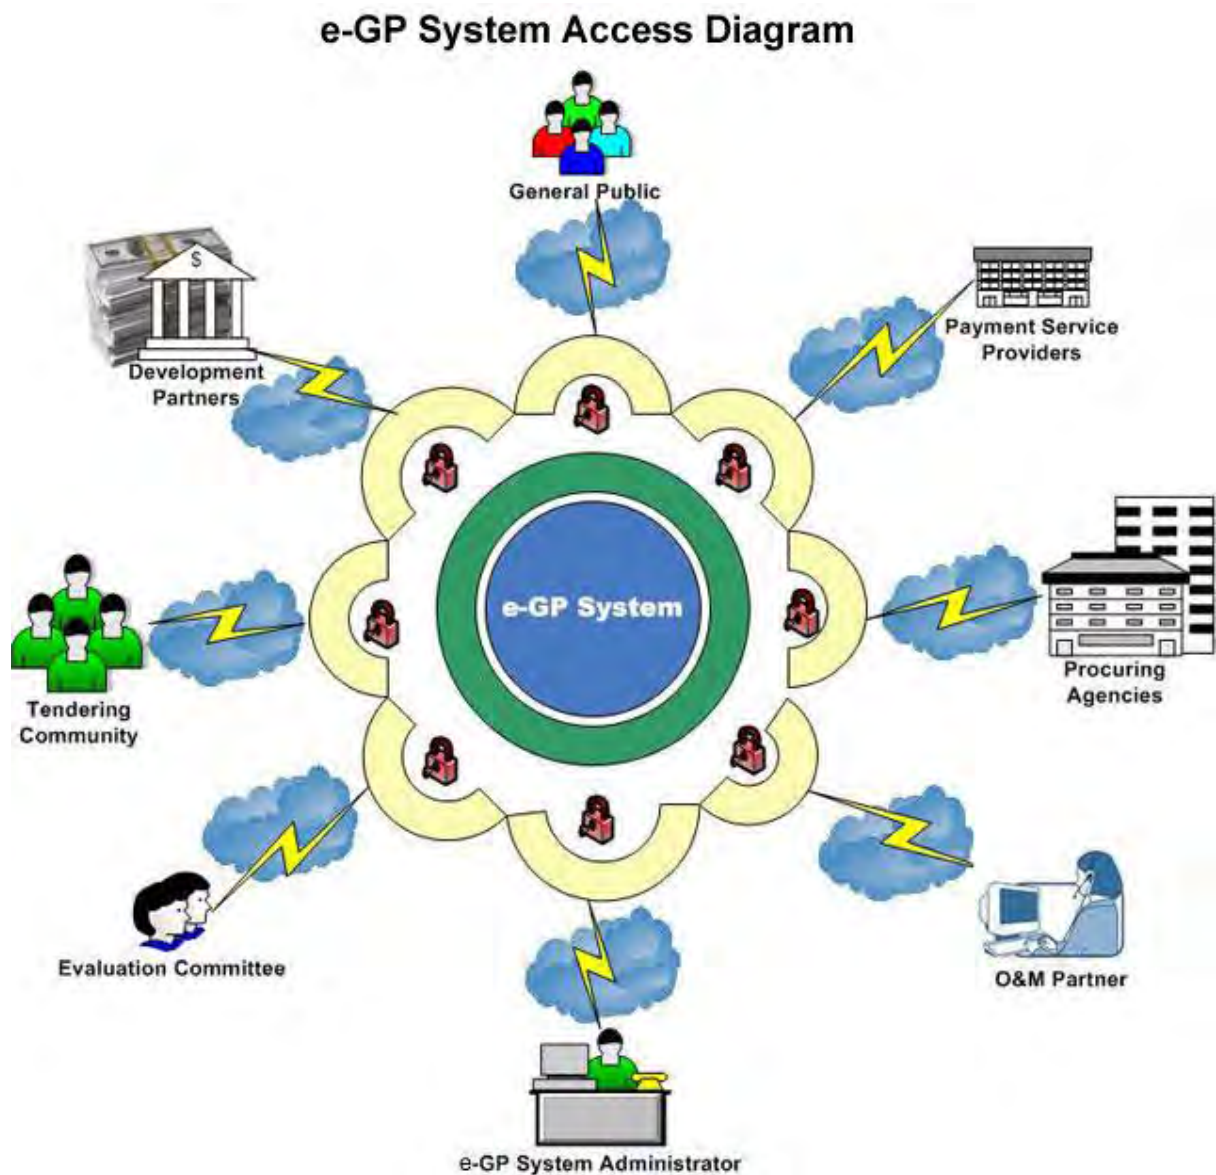 e-GP System Access Diagram
General Public
$
Development
Partners
Payment Service
Providers
e-GP System
Tendering
Community
Procuring
Agencies
Evaluation Committee
O&M Partner
e-GP System Administrator